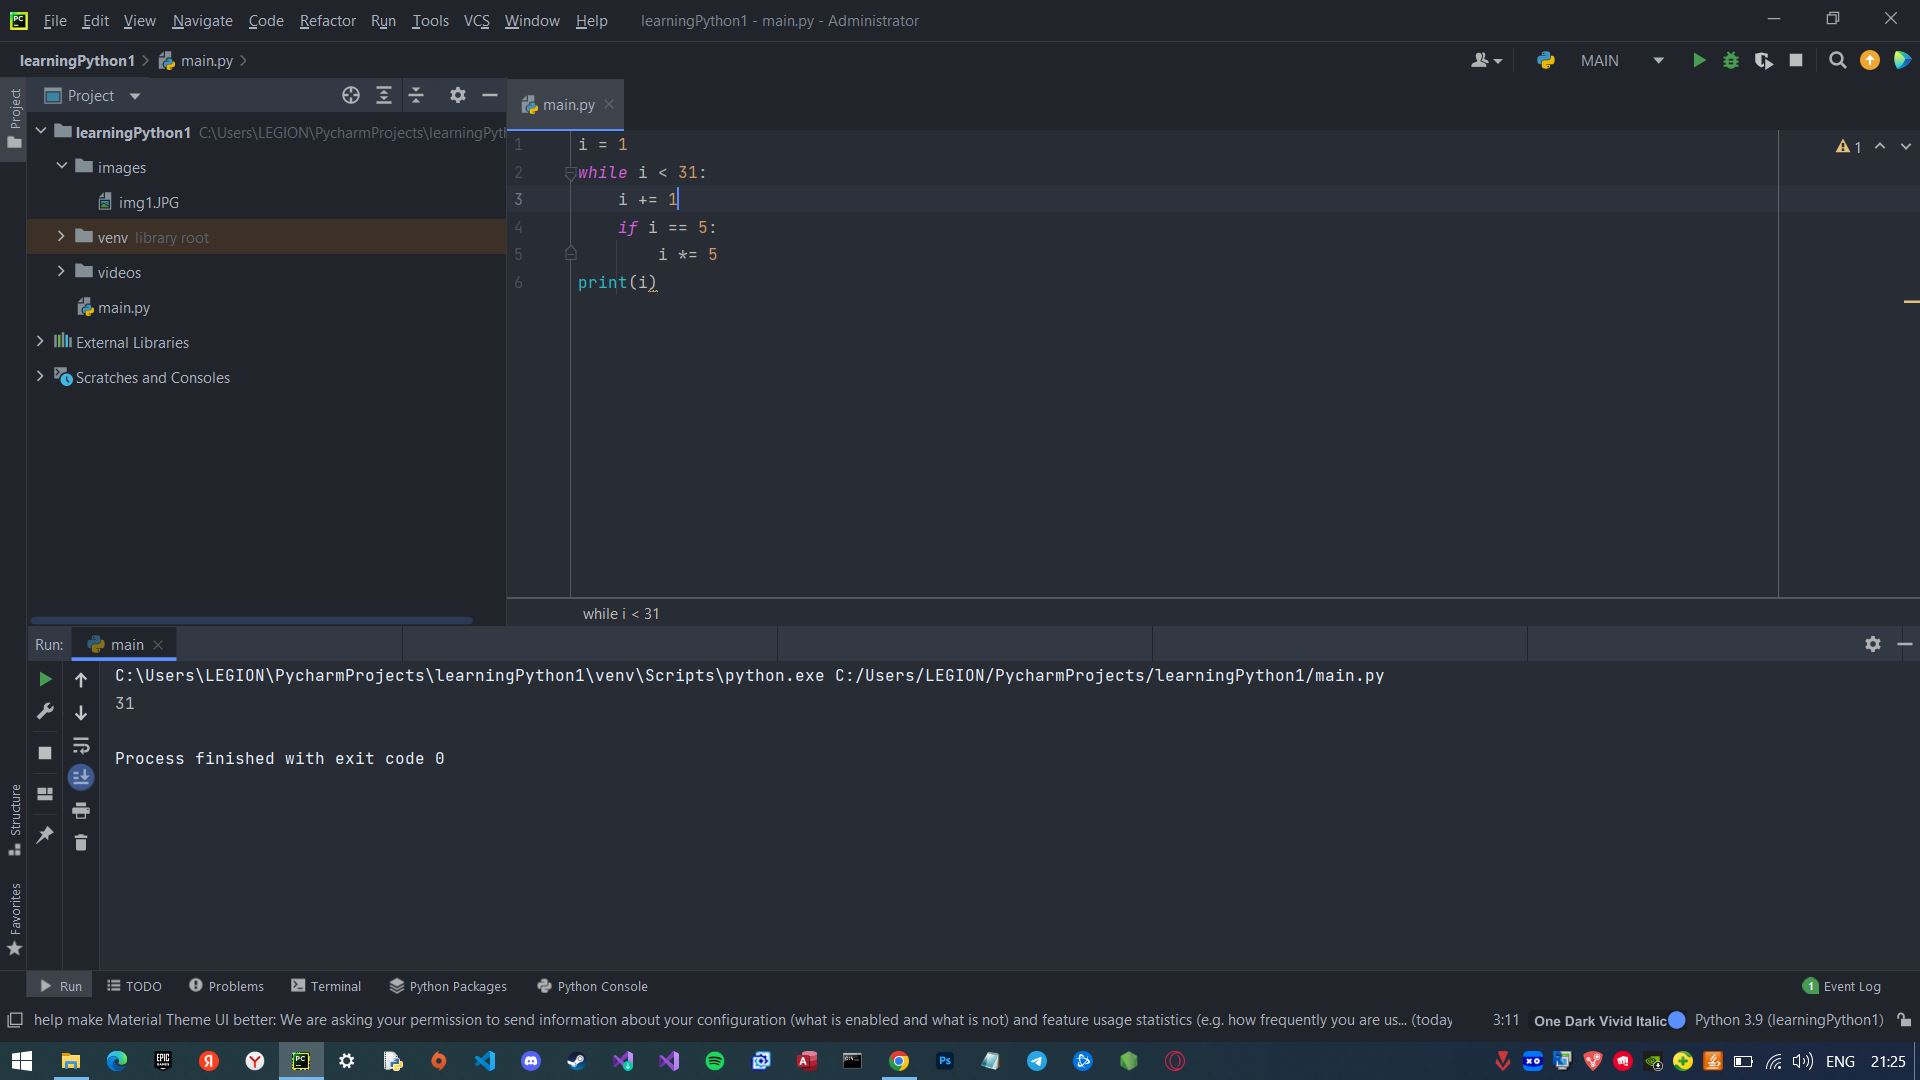 File Edit View Navigate Code Refactor Run Tools VCS Window Help learningPython1 - main.py - Administrator
learningPython1 main.py MAIN
Project
Project
learningPython1 C:\Users\LEGION\PycharmProjects\learningPyth
images
img1.JPG
venv library root
videos
main.py
External Libraries
Scratches and Consoles
main.py
1 i = 1
2 while i < 31:
3 i += 1
4 if i == 5:
5 i *= 5
6 print(i)
1
while i < 31
Run: main
C:\Users\LEGION\PycharmProjects\learningPython1\venv\Scripts\python.exe C:/Users/LEGION/PycharmProjects/learningPython1/main.py
31
Process finished with exit code 0
Structure
Favorites
Run TODO Problems Terminal Python Packages Python Console 1 Event Log
help make Material Theme UI better: We are asking your permission to send information about your configuration (what is enabled and what is not) and feature usage statistics (e.g. how frequently you are us... (today 3:11 One Dark Vivid Italic Python 3.9 (learningPython1)
ENG 21:25